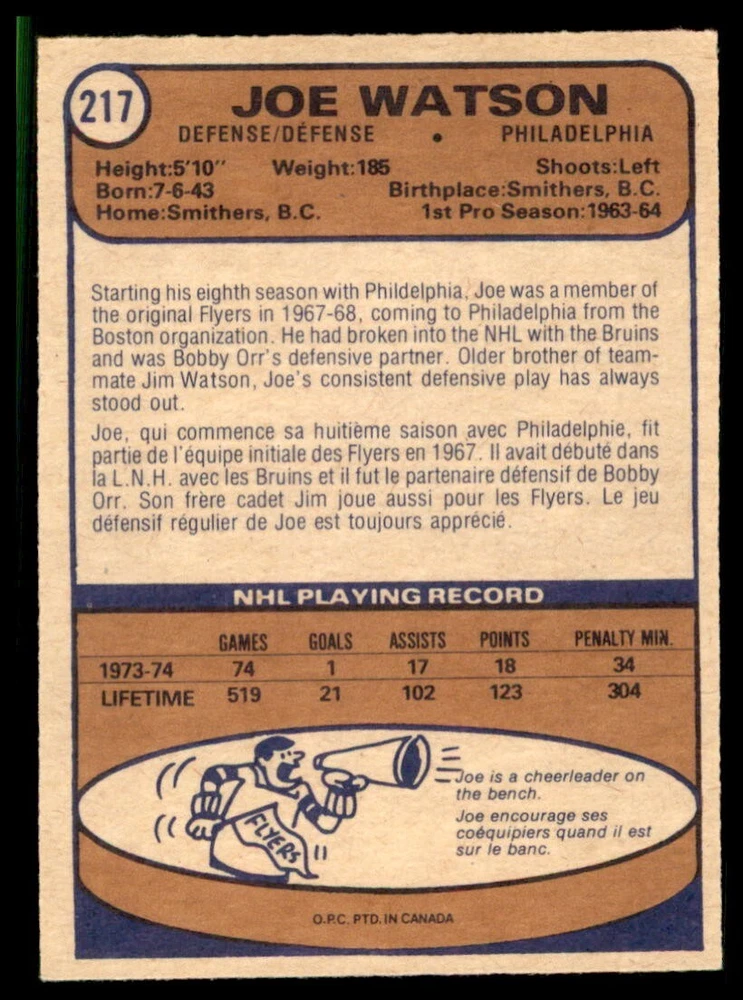 217
JOE WATSON
DEFENSE/DÉFENSE • PHILADELPHIA
Height:5'10" Weight:185 Shoots:Left
Born:7-6-43 Birthplace:Smithers, B.C.
Home:Smithers, B.C. 1st Pro Season:1963-64
Starting his eighth season with Phildelphia, Joe was a member of
the original Flyers in 1967-68, coming to Philadelphia from the
Boston organization. He had broken into the NHL with the Bruins
and was Bobby Orr's defensive partner. Older brother of team-
mate Jim Watson, Joe's consistent defensive play has always
stood out.
Joe, qui commence sa huitième saison avec Philadelphie, fit
partie de l'équipe initiale des Flyers en 1967. Il avait débuté dans
la L.N.H. avec les Bruins et il fut le partenaire défensif de Bobby
Orr. Son frère cadet Jim joue aussi pour les Flyers. Le jeu
défensif régulier de Joe est toujours apprécié.
NHL PLAYING RECORD
GAMES GOALS ASSISTS POINTS PENALTY MIN.
1973-74 74 1 17 18 34
LIFETIME 519 21 102 123 304
FLYERS
Joe is a cheerleader on
the bench.
Joe encourage ses
coéquipiers quand il est
sur le banc.
O.P.C. PTD. IN CANADA